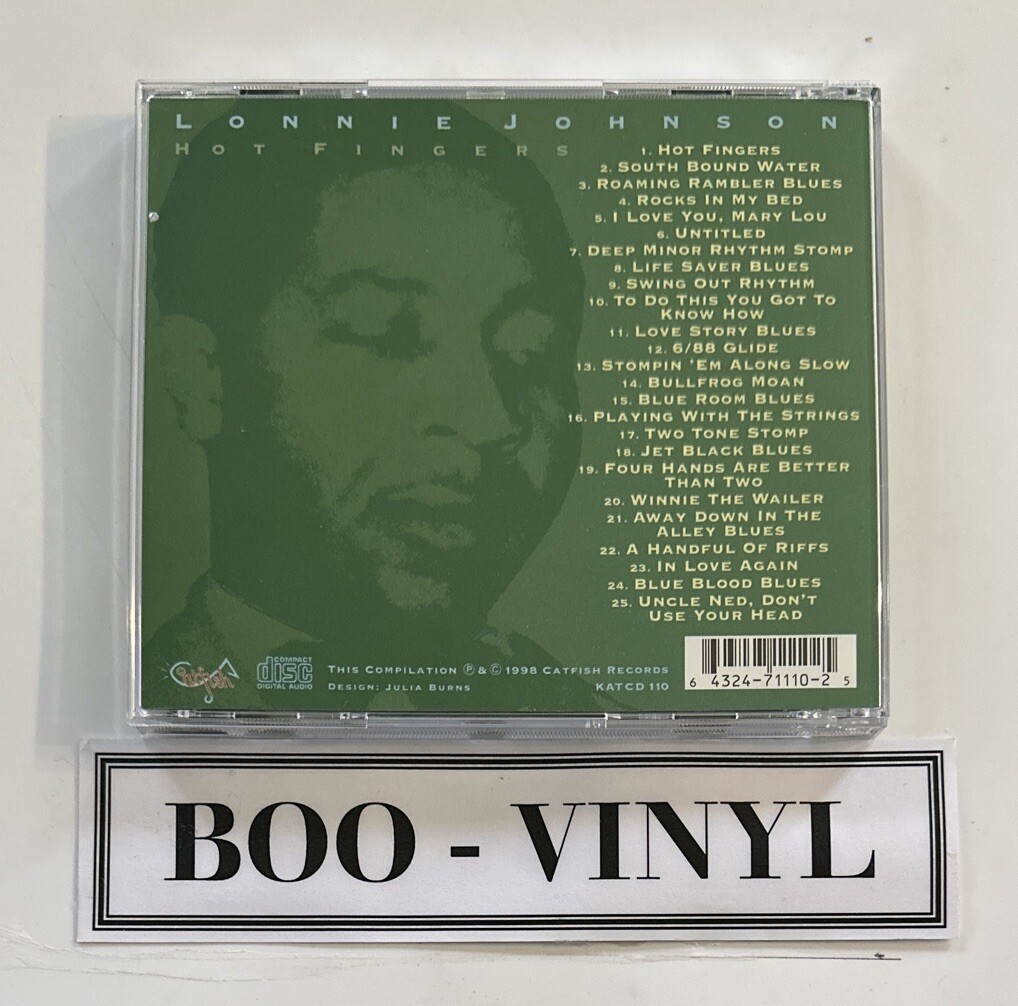 LONNIE JOHNSON
HOT FINGERS
1. HOT FINGERS
2. SOUTH BOUND WATER
3. ROAMING RAMBLER BLUES
4. ROCKS IN MY BED
5. I LOVE YOU, MARY LOU
6. UNTITLED
7. DEEP MINOR RHYTHM STOMP
8. LIFE SAVER BLUES
9. SWING OUT RHYTHM
10. TO DO THIS YOU GOT TO
KNOW HOW
11. LOVE STORY BLUES
12. 6/88 GLIDE
13. STOMPIN 'EM ALONG SLOW
14. BULLFROG MOAN
15. BLUE ROOM BLUES
16. PLAYING WITH THE STRINGS
17. TWO TONE STOMP
18. JET BLACK BLUES
19. FOUR HANDS ARE BETTER
THAN TWO
20. WINNIE THE WAILER
21. AWAY DOWN IN THE
ALLEY BLUES
22. A HANDFUL OF RIFFS
23. IN LOVE AGAIN
24. BLUE BLOOD BLUES
25. UNCLE NED, DON'T
USE YOUR HEAD
Catfish
COMPACT
disc
DIGITAL AUDIO
THIS COMPILATION ℗ & © 1998 CATFISH RECORDS
DESIGN: JULIA BURNS
KATCD 110
6 4324-71110-2 5
BOO - VINYL